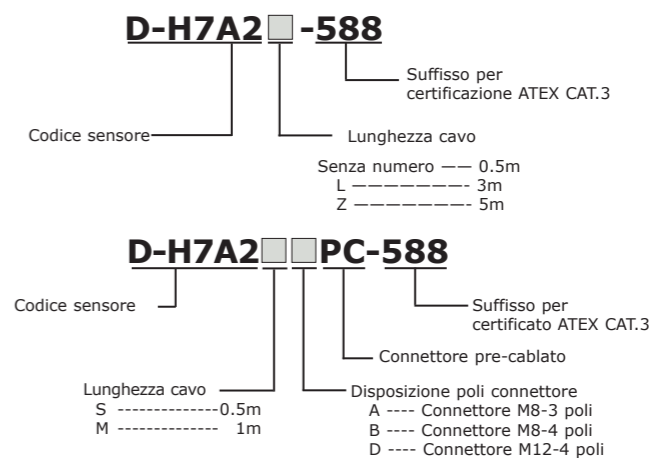 D-H7A2 -588
Suffisso per
certificazione ATEX CAT.3
Codice sensore
Lunghezza cavo
Senza numero —— 0.5m
L ——————- 3m
Z ——————- 5m
D-H7A2 PC-588
Codice sensore
Suffisso per
certificato ATEX CAT.3
Connettore pre-cablato
Lunghezza cavo
S --------------0.5m
M -------------- 1m
Disposizione poli connettore
A ---- Connettore M8-3 poli
B ---- Connettore M8-4 poli
D ---- Connettore M12-4 poli